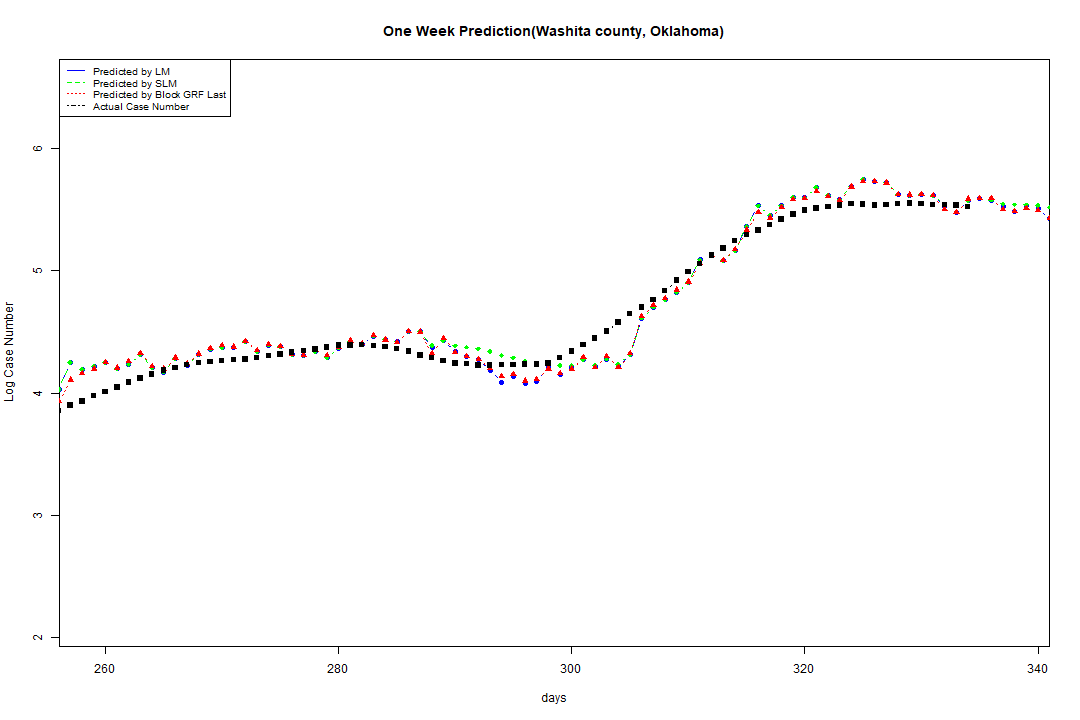 One Week Prediction(Washita county, Oklahoma)
Predicted by LM
Predicted by SLM
Predicted by Block GRF Last
Actual Case Number
6
5
4
3
2
Log Case Number
260 280 300 320 340
days